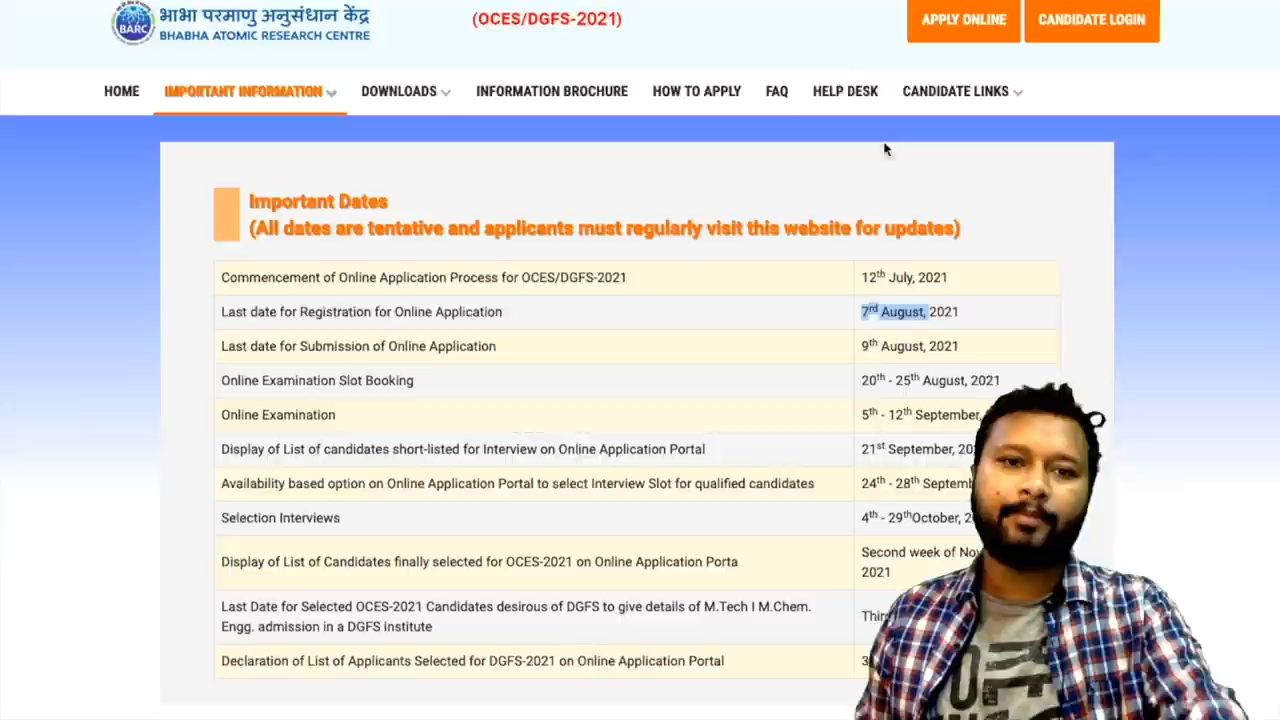 भाभा परमाणु अनुसंधान केंद्र
BARC
BHABHA ATOMIC RESEARCH CENTRE
(OCES/DGFS-2021)
APPLY ONLINE
CANDIDATE LOGIN
HOME
IMPORTANT INFORMATION
DOWNLOADS
INFORMATION BROCHURE
HOW TO APPLY
FAQ
HELP DESK
CANDIDATE LINKS
Important Dates
(All dates are tentative and applicants must regularly visit this website for updates)
Commencement of Online Application Process for OCES/DGFS-2021 12th July, 2021
Last date for Registration for Online Application 7rd August, 2021
Last date for Submission of Online Application 9th August, 2021
Online Examination Slot Booking 20th - 25th August, 2021
Online Examination 5th - 12th September,
Display of List of candidates short-listed for Interview on Online Application Portal 21st September,
Availability based option on Online Application Portal to select Interview Slot for qualified candidates 24th - 28th
Selection Interviews 4th - 29thOctober,
Display of List of Candidates finally selected for OCES-2021 on Online Application Porta Second week of
2021
Last Date for Selected OCES-2021 Candidates desirous of DGFS to give details of M.Tech I M.Chem.
Engg. admission in a DGFS institute
Declaration of List of Applicants Selected for DGFS-2021 on Online Application Portal